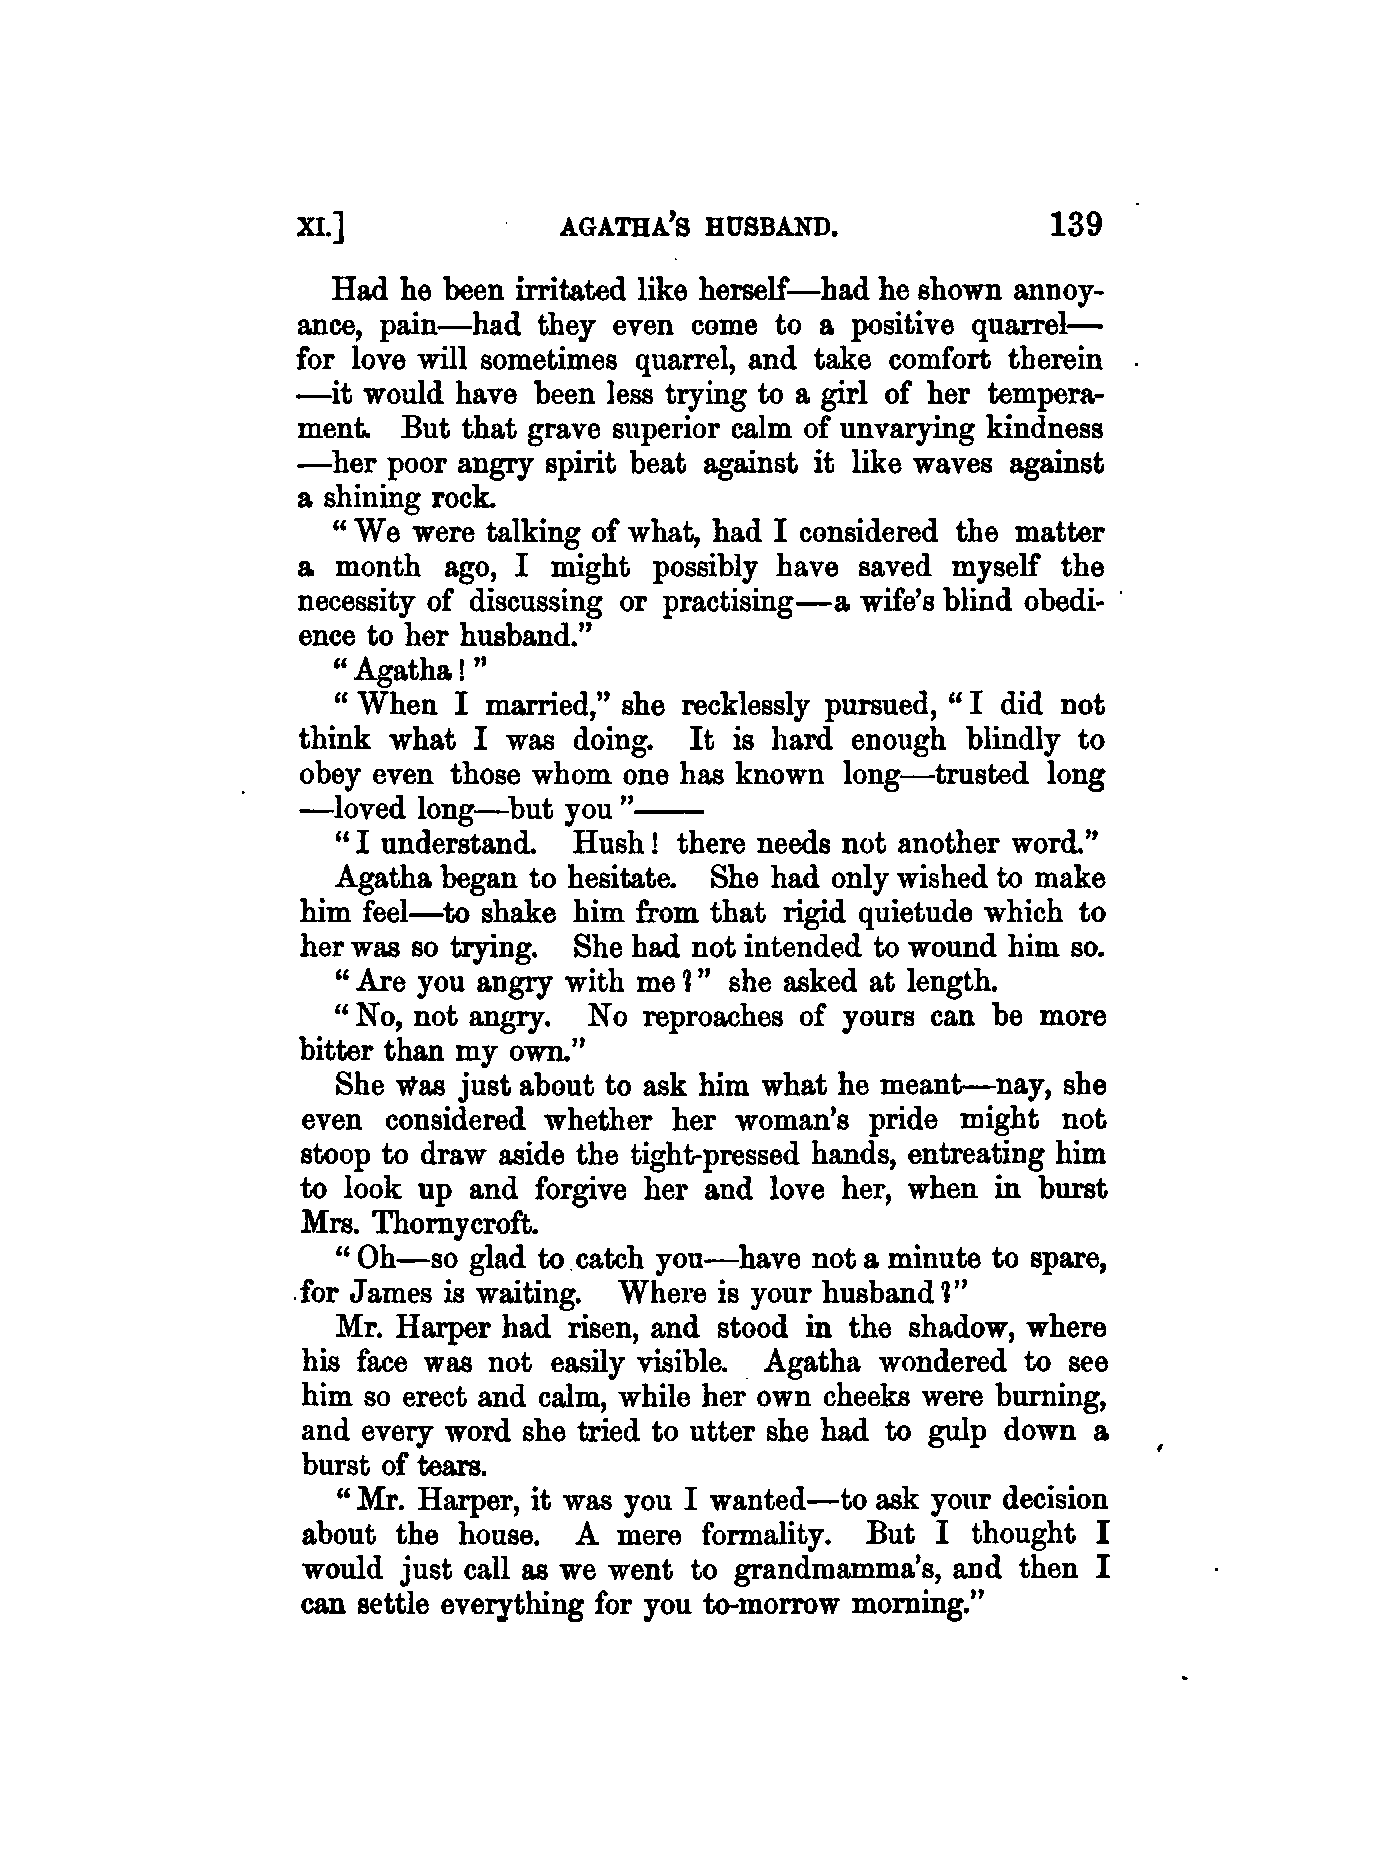 XI.] AGATHA'S HUSBAND. 139
Had he been irritated like herself—had he shown annoy-
ance, pain—had they even come to a positive quarrel—
for love will sometimes quarrel, and take comfort therein
—it would have been less trying to a girl of her tempera-
ment. But that grave superior calm of unvarying kindness
—her poor angry spirit beat against it like waves against
a shining rock.
"We were talking of what, had I considered the matter
a month ago, I might possibly have saved myself the
necessity of discussing or practising—a wife's blind obedi-
ence to her husband."
"Agatha!"
"When I married," she recklessly pursued, "I did not
think what I was doing. It is hard enough blindly to
obey even those whom one has known long—trusted long
—loved long—but you"——
"I understand. Hush! there needs not another word."
Agatha began to hesitate. She had only wished to make
him feel—to shake him from that rigid quietude which to
her was so trying. She had not intended to wound him so.
"Are you angry with me?" she asked at length.
"No, not angry. No reproaches of yours can be more
bitter than my own."
She was just about to ask him what he meant—nay, she
even considered whether her woman's pride might not
stoop to draw aside the tight-pressed hands, entreating him
to look up and forgive her and love her, when in burst
Mrs. Thornycroft.
"Oh—so glad to catch you—have not a minute to spare,
for James is waiting. Where is your husband?"
Mr. Harper had risen, and stood in the shadow, where
his face was not easily visible. Agatha wondered to see
him so erect and calm, while her own cheeks were burning,
and every word she tried to utter she had to gulp down a
burst of tears.
"Mr. Harper, it was you I wanted—to ask your decision
about the house. A mere formality. But I thought I
would just call as we went to grandmamma's, and then I
can settle everything for you to-morrow morning."